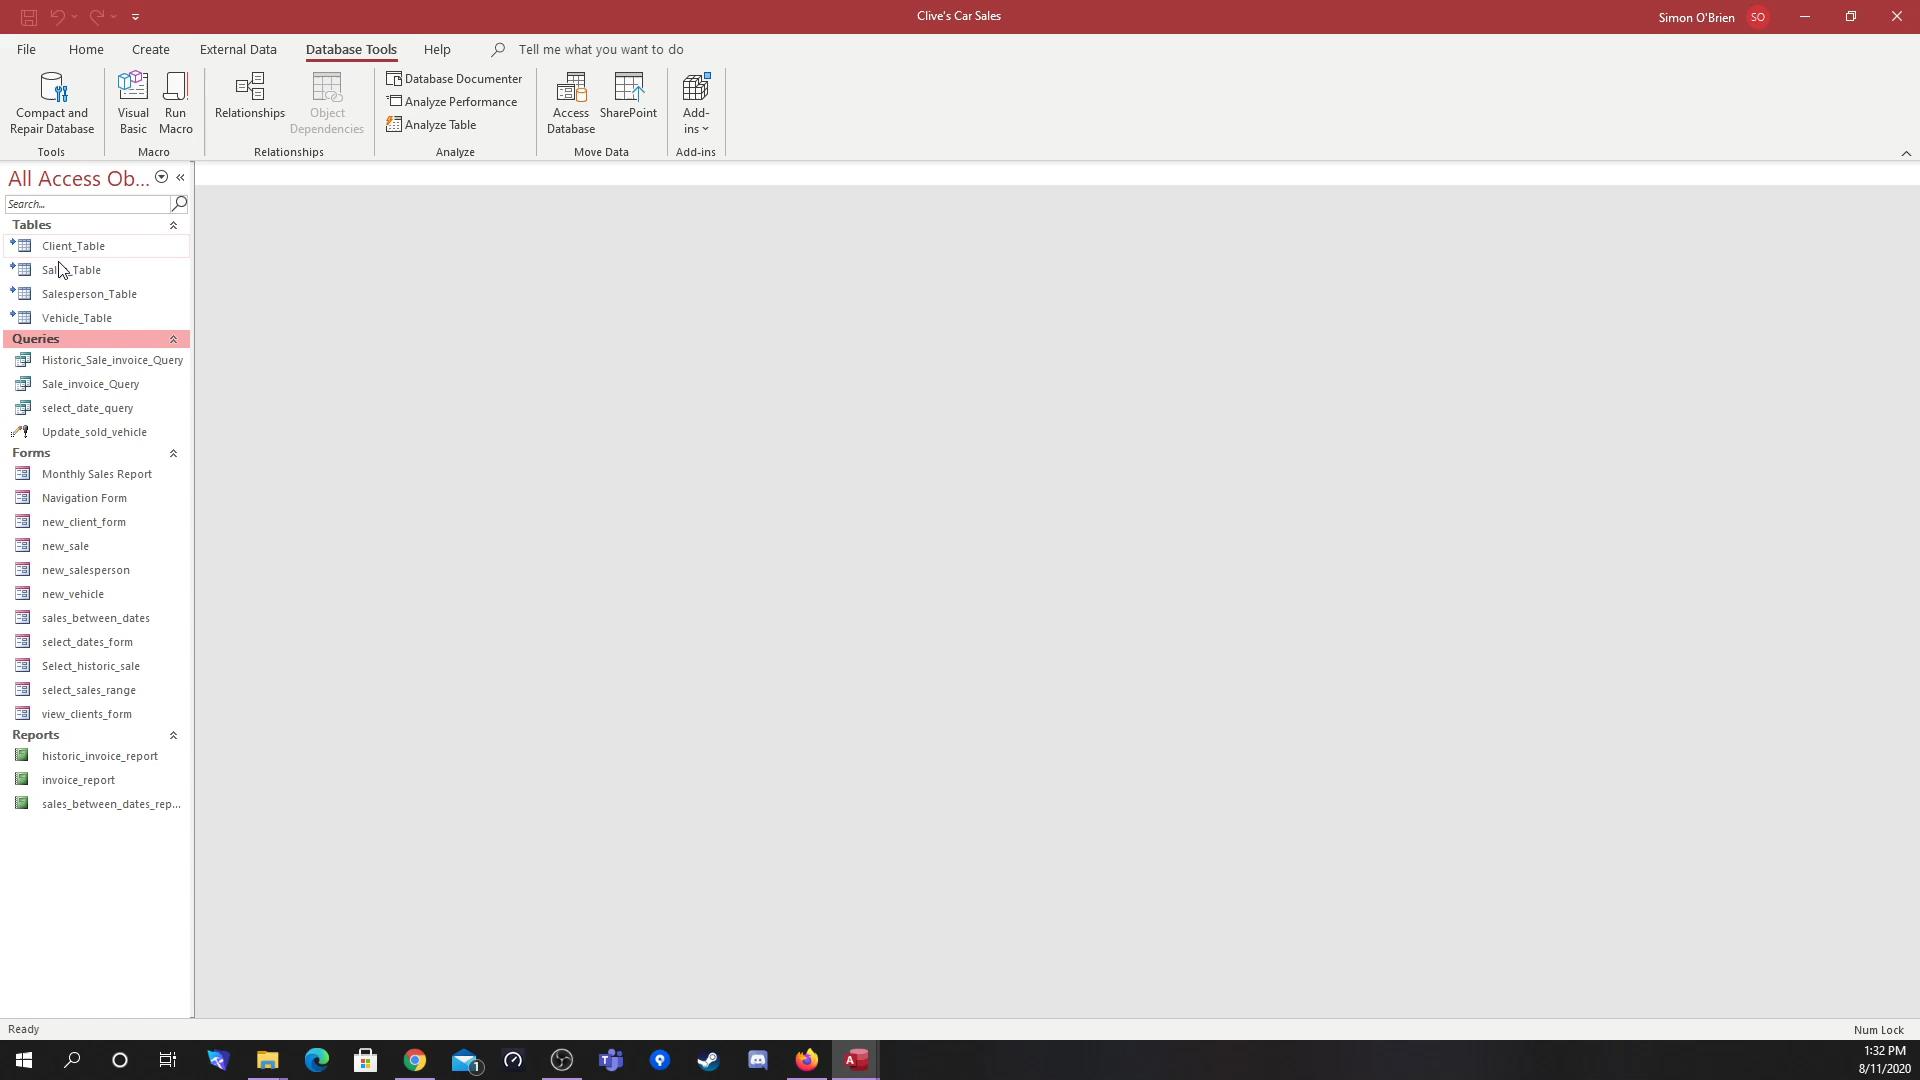 Clive's Car Sales
Simon O'Brien SO
File Home Create External Data Database Tools Help Tell me what you want to do
Compact and Repair Database
Visual Basic
Run Macro
Relationships
Object Dependencies
Database Documenter
Analyze Performance
Analyze Table
Access Database
SharePoint
Add-ins
Tools Macro Relationships Analyze Move Data Add-ins
All Access Ob...
Search...
Tables
Client_Table
Sal _Table
Salesperson_Table
Vehicle_Table
Queries
Historic_Sale_invoice_Query
Sale_invoice_Query
select_date_query
Update_sold_vehicle
Forms
Monthly Sales Report
Navigation Form
new_client_form
new_sale
new_salesperson
new_vehicle
sales_between_dates
select_dates_form
Select_historic_sale
select_sales_range
view_clients_form
Reports
historic_invoice_report
invoice_report
sales_between_dates_rep...
Ready
Num Lock
1
1:32 PM
8/11/2020